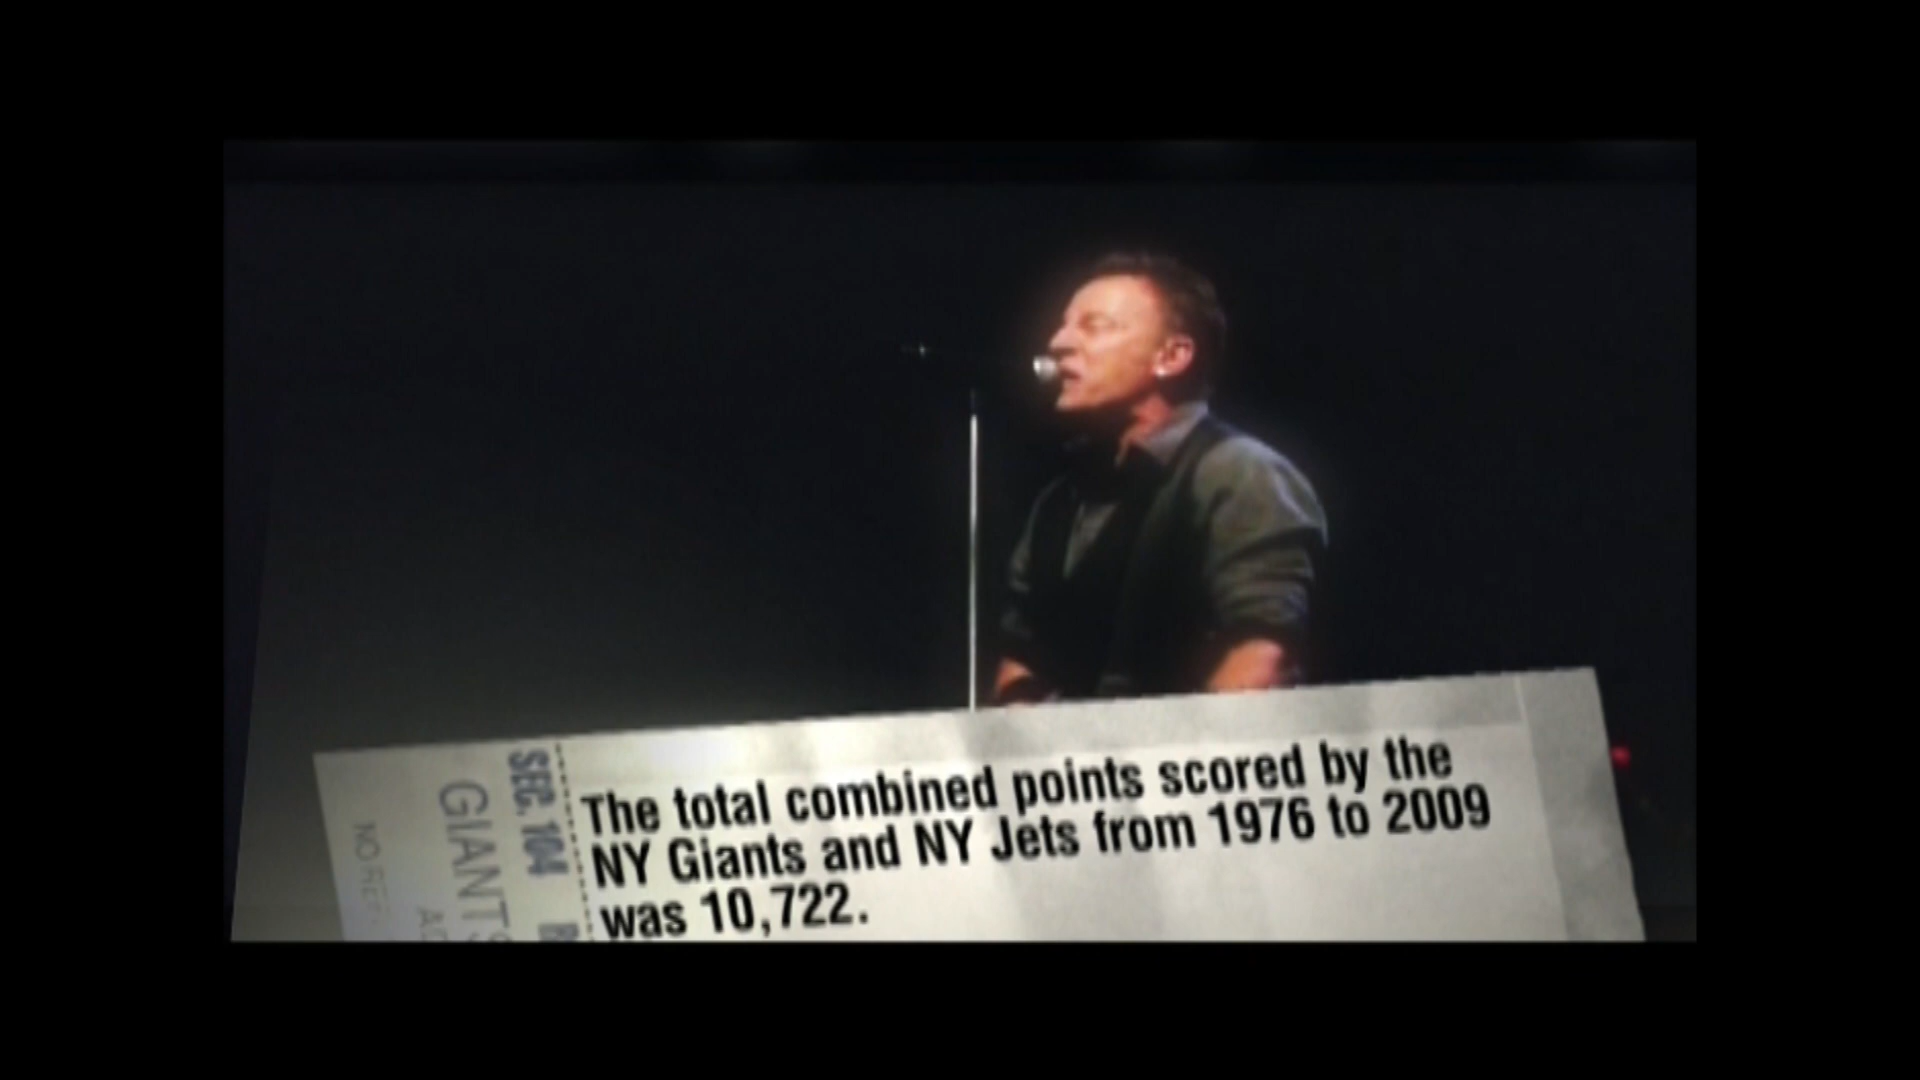 The total combined points scored by the
NY Giants and NY Jets from 1976 to 2009
was 10,722.
SEC. 104
GIANTS